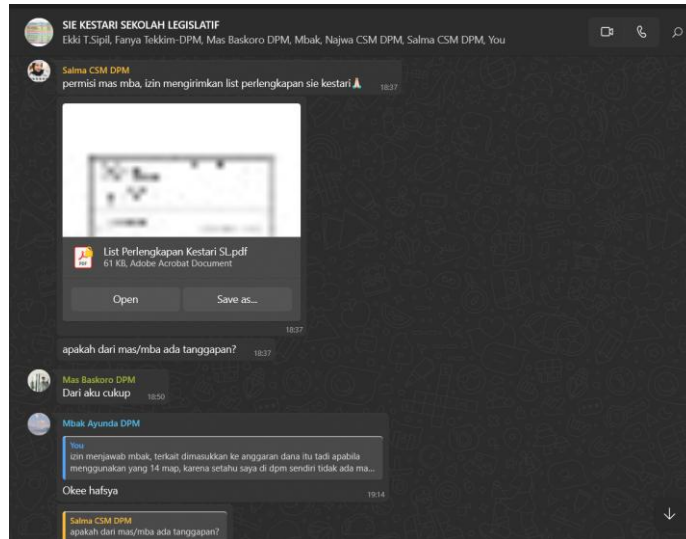 SIE KESTARI SEKOLAH LEGISLATIF
Ekki T.Sipil, Fanya Tekkim-DPM, Mas Baskoro DPM, Mbak, Najwa CSM DPM, Salma CSM DPM, You
Salma CSM DPM
permisi mas mba, izin mengirimkan list perlengkapan sie kestari🙏
18:37
List Perlengkapan Kestari SL.pdf
61 KB, Adobe Acrobat Document
Open Save as...
18:37
apakah dari mas/mba ada tanggapan? 18:37
Mas Baskoro DPM
Dari aku cukup 18:50
Mbak Ayunda DPM
You
izin menjawab mbak, terkait dimasukkan ke anggaran dana itu tadi apabila
menggunakan yang 14 map, karena setahu saya di dpm sendiri tidak ada ma...
Okee hafsya 19:14
Salma CSM DPM
apakah dari mas/mba ada tanggapan?